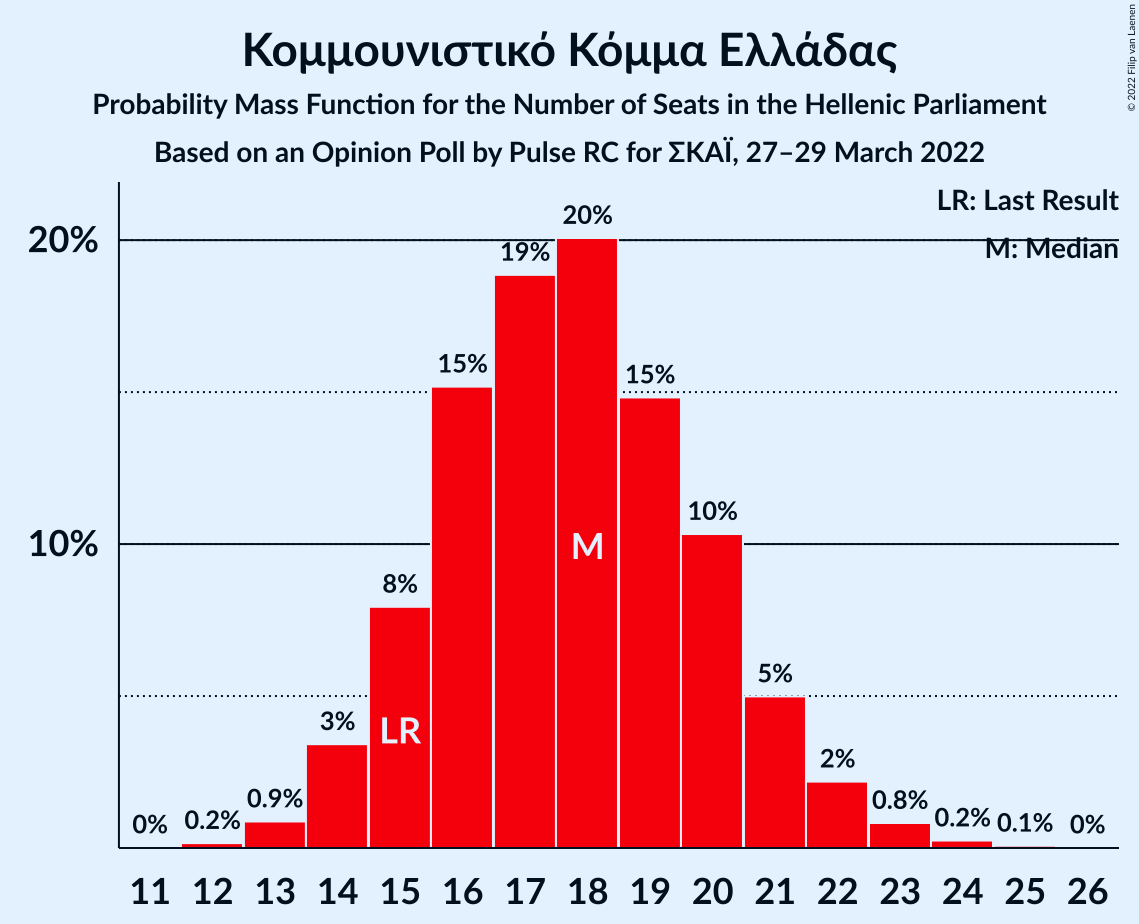 Κομμουνιστικό Κόμμα Ελλάδας
Probability Mass Function for the Number of Seats in the Hellenic Parliament
Based on an Opinion Poll by Pulse RC for ΣΚΑΪ, 27–29 March 2022
© 2022 Filip van Laenen
LR: Last Result
M: Median
20%
10%
0%
0.2%
0.9%
3%
8%
15%
19%
20%
15%
10%
5%
2%
0.8%
0.2%
0.1%
0%
LR
M
11 12 13 14 15 16 17 18 19 20 21 22 23 24 25 26